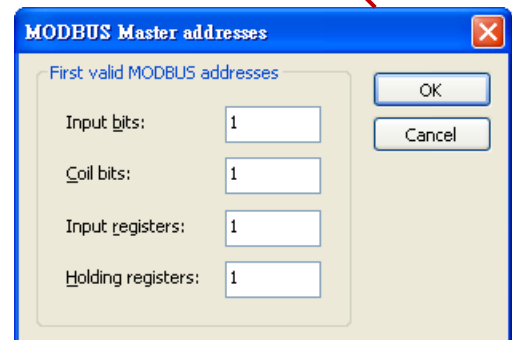 MODBUS Master addresses
First valid MODBUS addresses
Input bits: 1
Coil bits: 1
Input registers: 1
Holding registers: 1
OK
Cancel